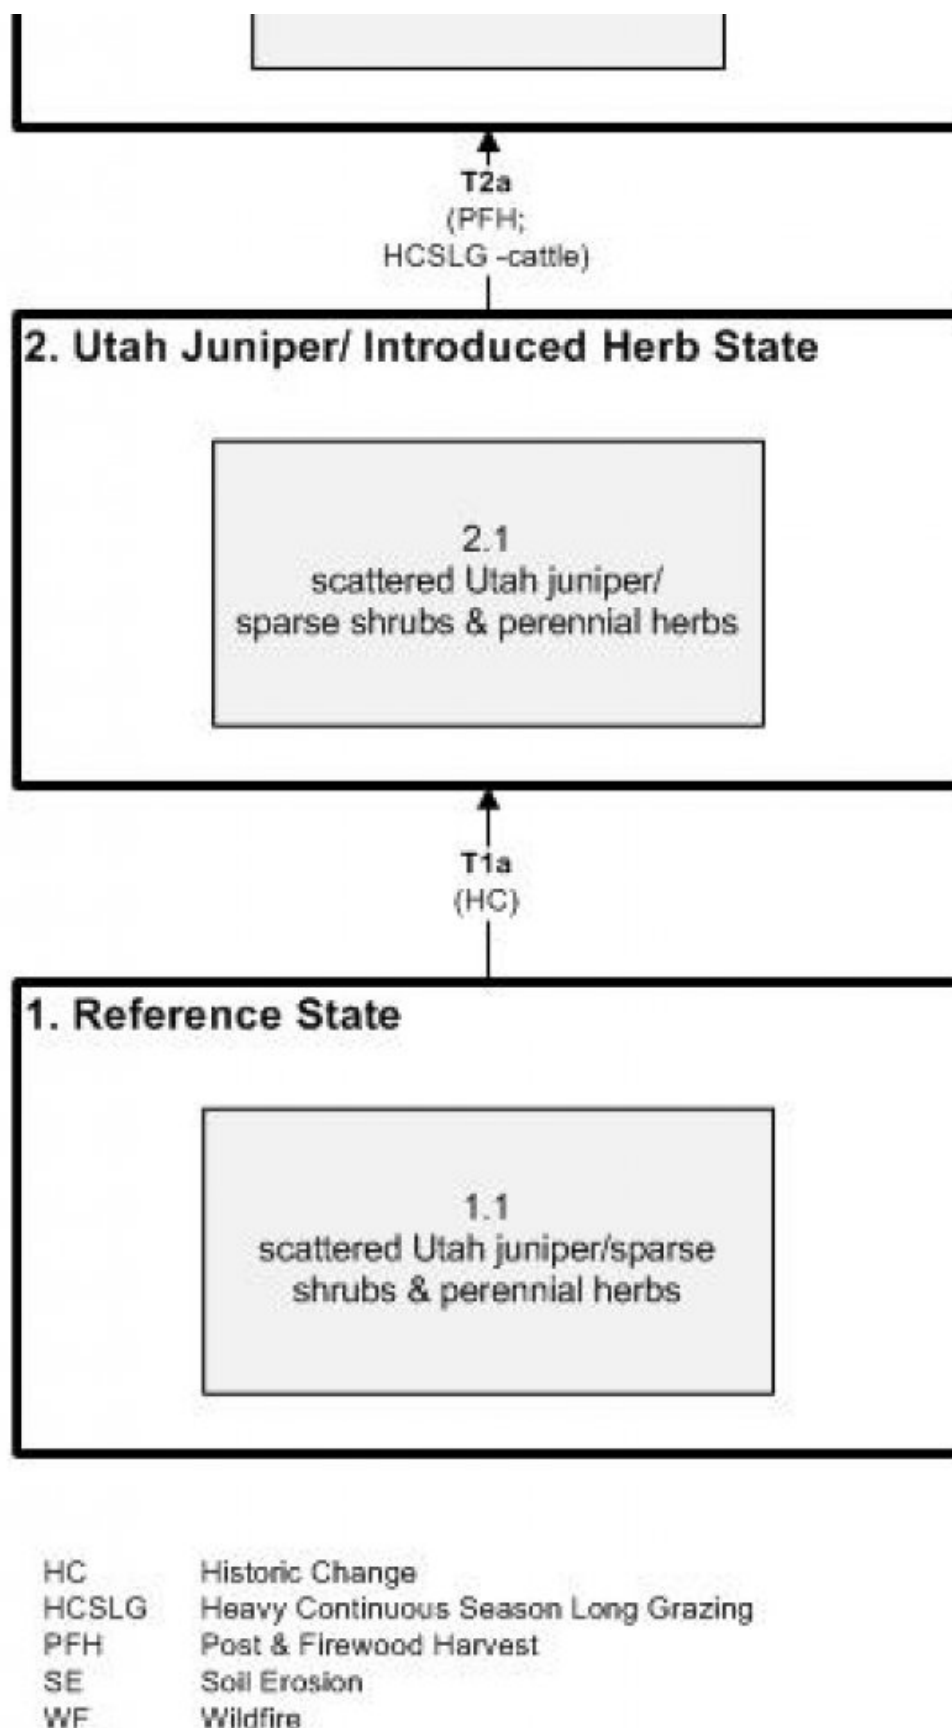 T2a
(PFH;
HCSLG -cattle)
2. Utah Juniper/ Introduced Herb State
2.1
scattered Utah juniper/
sparse shrubs & perennial herbs
T1a
(HC)
1. Reference State
1.1
scattered Utah juniper/sparse
shrubs & perennial herbs
HC Historic Change
HCSLG Heavy Continuous Season Long Grazing
PFH Post & Firewood Harvest
SE Soil Erosion
WF Wildfire